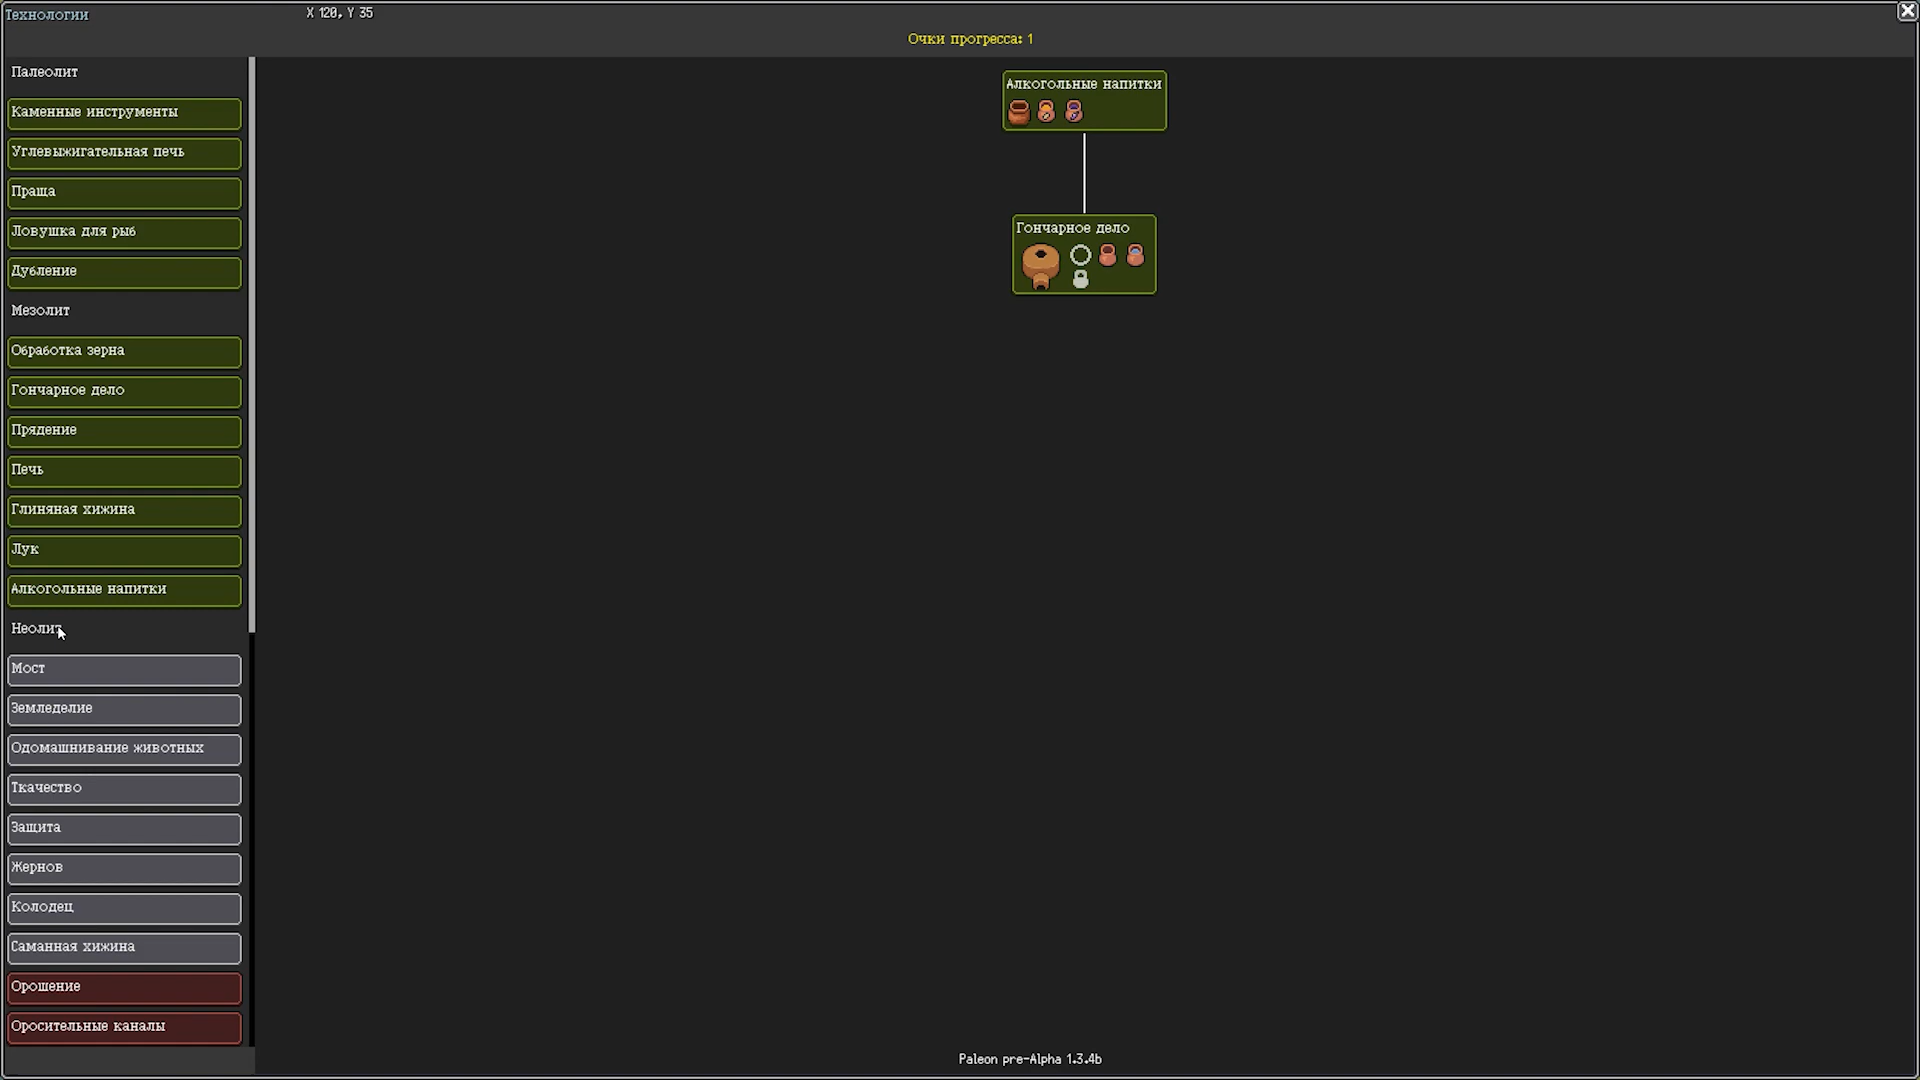 Технологии
X 120, Y 35
Очки прогресса: 1
Палеолит
Каменные инструменты
Углевыжигательная печь
Праща
Ловушка для рыб
Дубление
Мезолит
Обработка зерна
Гончарное дело
Прядение
Печь
Глиняная хижина
Лук
Алкогольные напитки
Неолит
Мост
Земледелие
Одомашнивание животных
Ткачество
Защита
Жернов
Колодец
Саманная хижина
Орошение
Оросительные каналы
Алкогольные напитки
Гончарное дело
Paleon pre-Alpha 1.3.4b